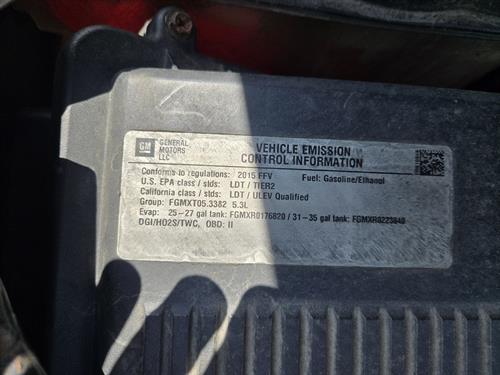 GM GENERAL MOTORS LLC
VEHICLE EMISSION CONTROL INFORMATION
Conforms to regulations: 2015 FFV Fuel: Gasoline/Ethanol
U.S. EPA class / stds: LDT / TIER2
California class / stds: LDT / ULEV Qualified
Group: FGMXT05.3382 5.3L
Evap: 25-27 gal tank: FGMXR0176820 / 31-35 gal tank: FGMXR0223840
DGI/HO2S/TWC, OBD: II